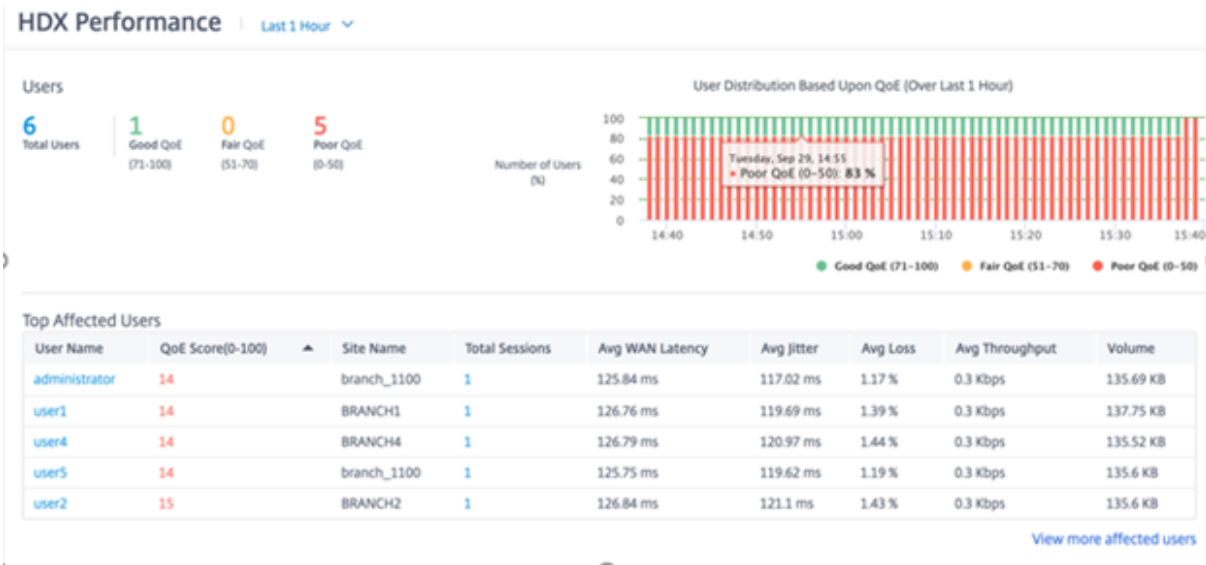 HDX Performance Last 1 Hour
Users
6 1 0 5
Total Users Good QoE Fair QoE Poor QoE
(71-100) (51-70) (0-50)
User Distribution Based Upon QoE (Over Last 1 Hour)
Number of Users
(%)
100
80
60
40
20
0
Tuesday, Sep 29, 14:55
Poor QoE (0-50): 83 %
14:40 14:50 15:00 15:10 15:20 15:30 15:40
Good QoE (71-100) Fair QoE (51-70) Poor QoE (0-50)
Top Affected Users
User Name QoE Score(0-100) Site Name Total Sessions Avg WAN Latency Avg Jitter Avg Loss Avg Throughput Volume
administrator 14 branch_1100 1 125.84 ms 117.02 ms 1.17 % 0.3 Kbps 135.69 KB
user1 14 BRANCH1 1 126.76 ms 119.69 ms 1.39 % 0.3 Kbps 137.75 KB
user4 14 BRANCH4 1 126.79 ms 120.97 ms 1.44 % 0.3 Kbps 135.52 KB
user5 14 branch_1100 1 125.75 ms 119.62 ms 1.19 % 0.3 Kbps 135.6 KB
user2 15 BRANCH2 1 126.84 ms 121.1 ms 1.43 % 0.3 Kbps 135.6 KB
View more affected users